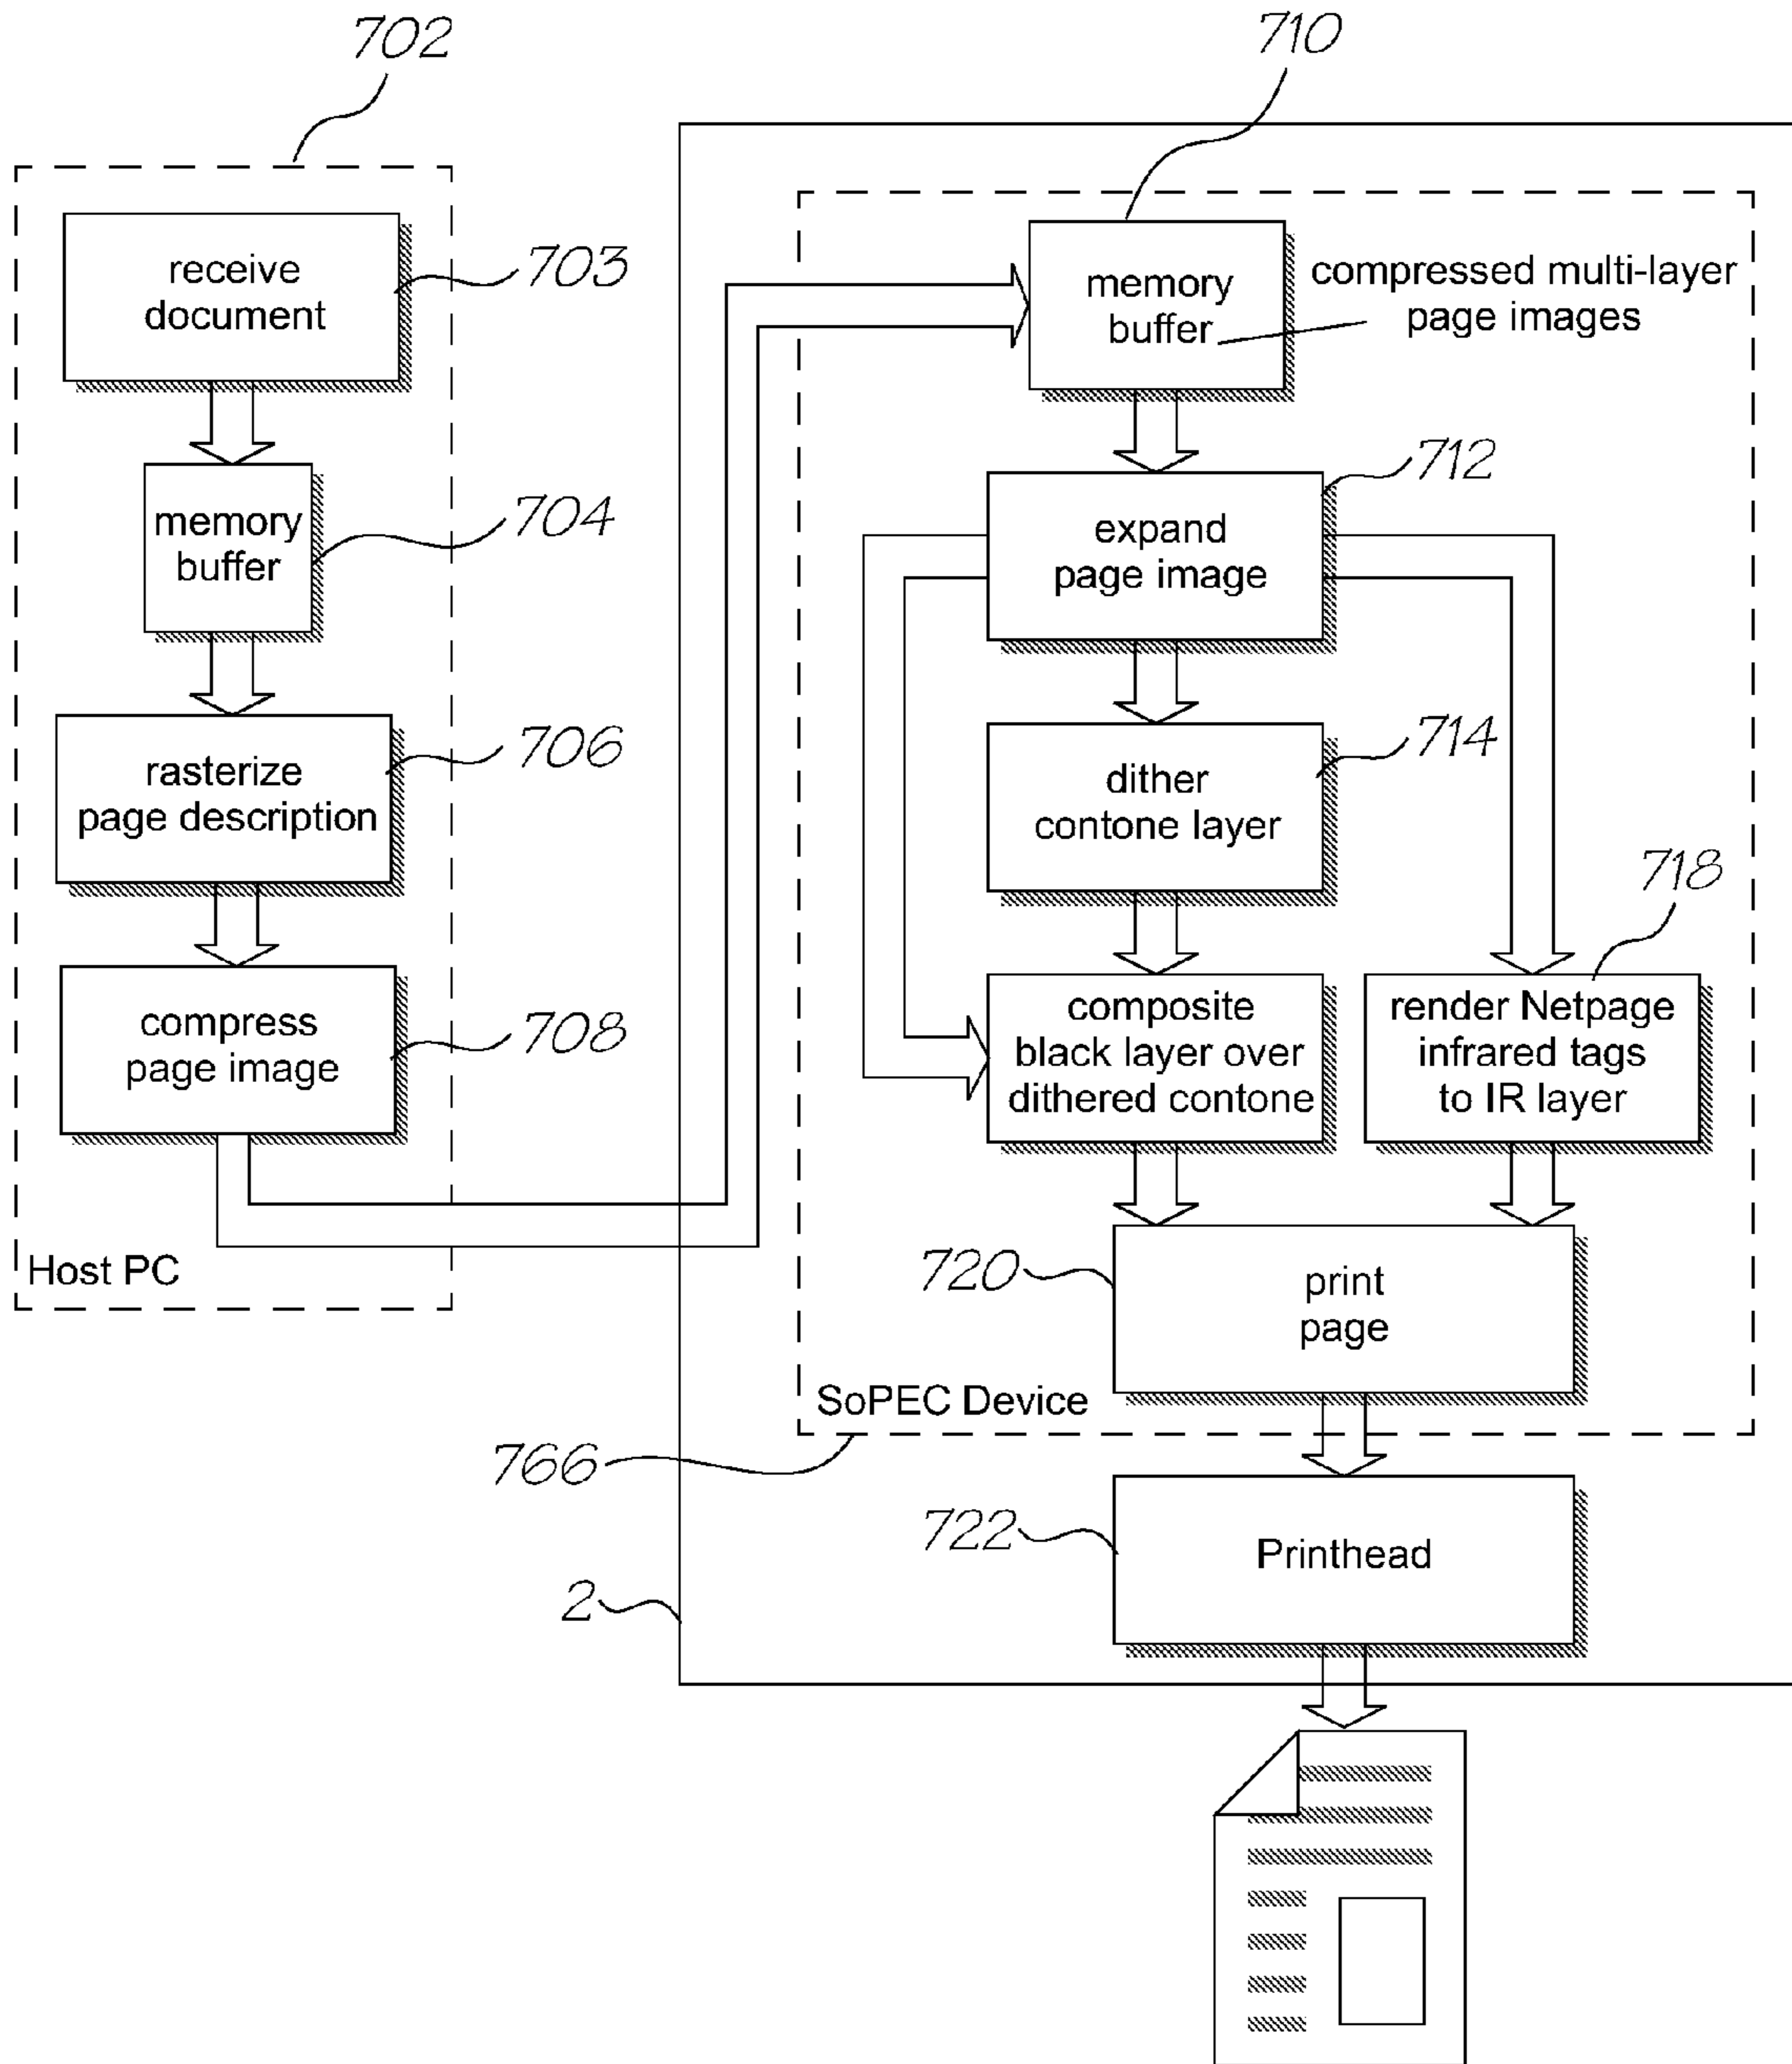 702
710
receive
document
703
memory
buffer
compressed multi-layer
page images
memory
buffer
704
expand
page image
712
rasterize
page description
706
dither
contone layer
714
718
compress
page image
708
composite
black layer over
dithered contone
render Netpage
infrared tags
to IR layer
Host PC
720
print
page
SoPEC Device
766
722
Printhead
2